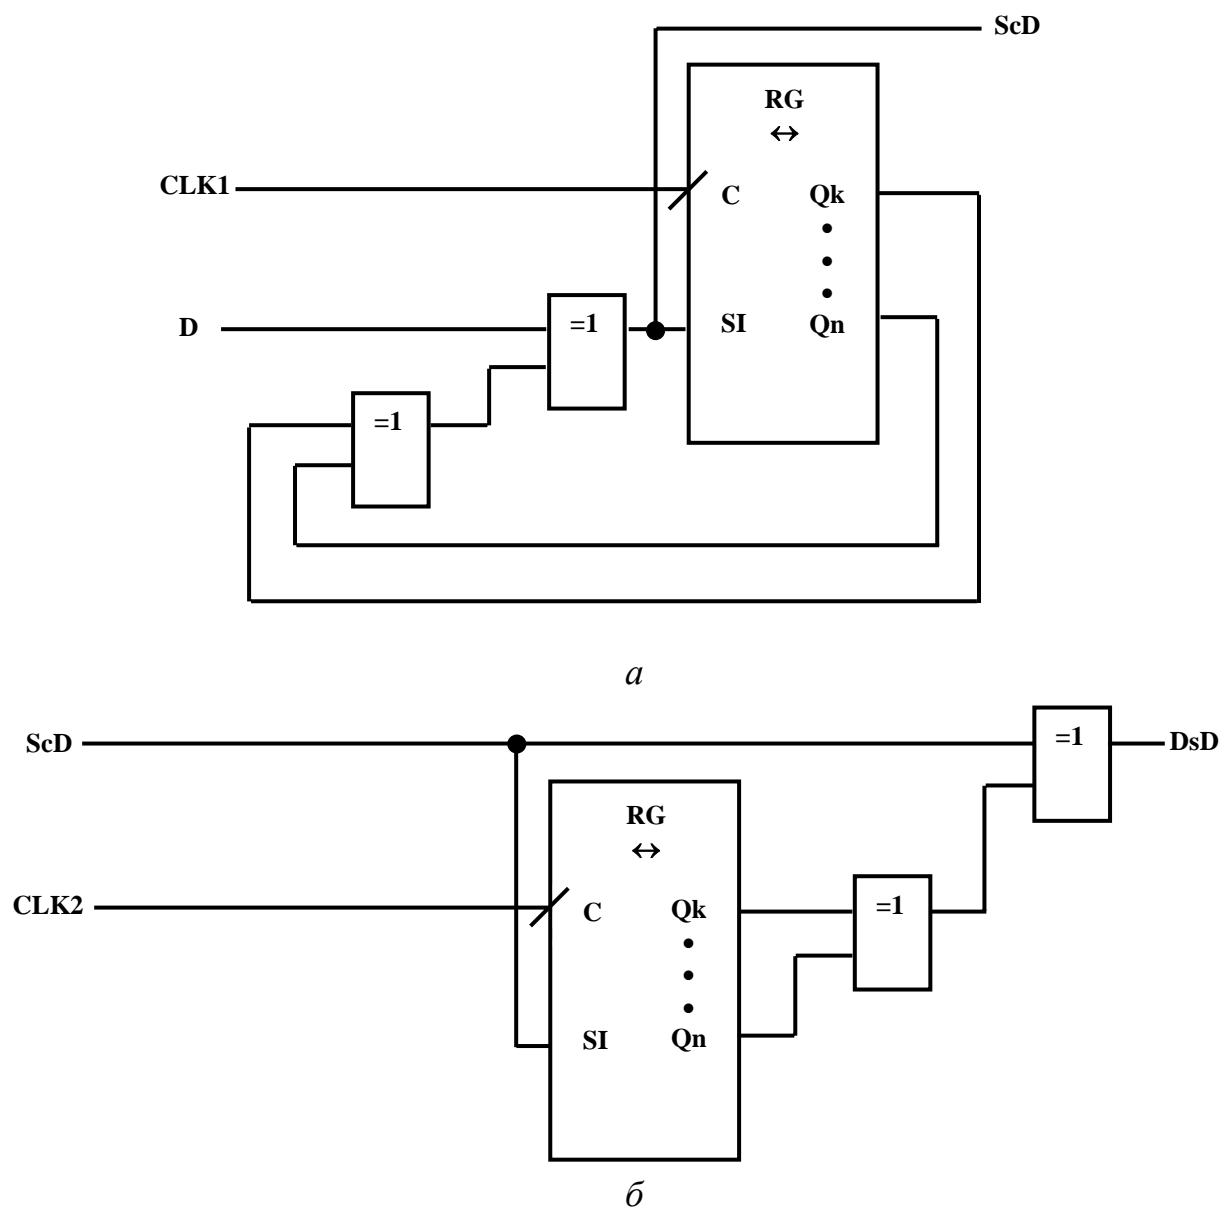 ScD
RG
↔
CLK1
C Qk
D
=1
SI Qn
=1
а
ScD
=1
DsD
RG
↔
CLK2
C Qk
=1
SI Qn
б